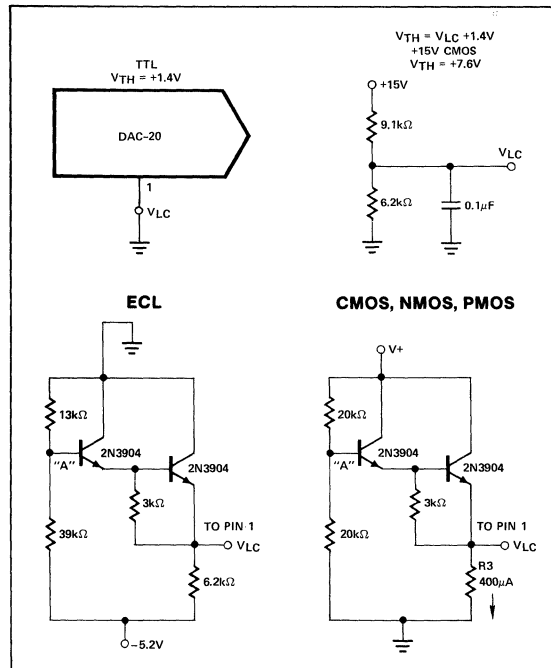 TTL
VTH = +1.4V
DAC-20
1
VLC
VTH = VLC +1.4V
+15V CMOS
VTH = +7.6V
+15V
9.1kΩ
VLC
6.2kΩ
0.1μF
ECL
13kΩ
2N3904
"A"
2N3904
3kΩ
39kΩ
TO PIN 1
VLC
6.2kΩ
−5.2V
CMOS, NMOS, PMOS
V+
20kΩ
2N3904
"A"
2N3904
3kΩ
20kΩ
TO PIN 1
VLC
R3
400μA